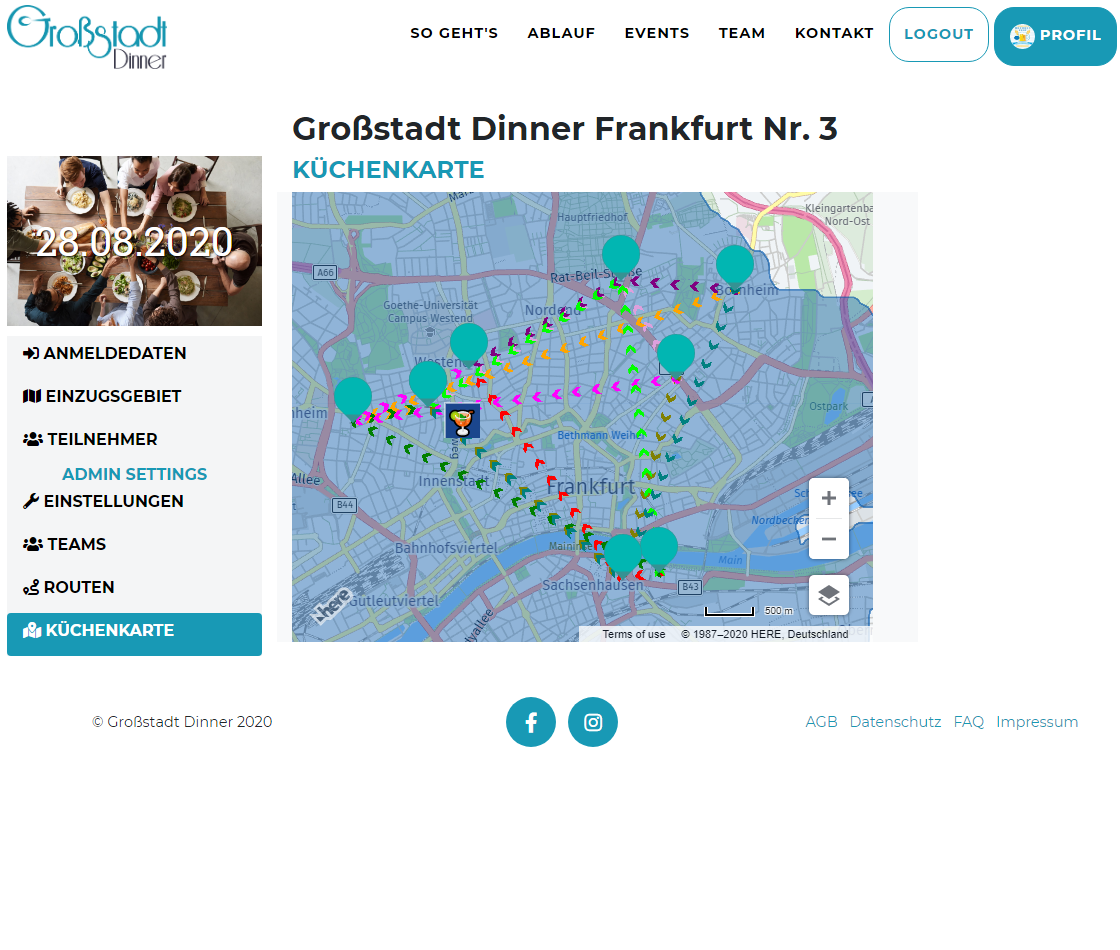 Großstadt
Dinner
SO GEHT'S
ABLAUF
EVENTS
TEAM
KONTAKT
LOGOUT
PROFIL
Großstadt Dinner Frankfurt Nr. 3
KÜCHENKARTE
28.08.2020
ANMELDEDATEN
EINZUGSGEBIET
TEILNEHMER
ADMIN SETTINGS
EINSTELLUNGEN
TEAMS
ROUTEN
KÜCHENKARTE
Hauptfriedhof
Kleingartenba
Nord-Ost
A66
Rat-Beil-Straße
Bornheim
Goethe-Universität
Campus Westend
Nordend
Westend
nheim
Ostpark
Bethmann Weiher
Allee
Innenstadt
Frankfurt
B44
Nordbecken
Bahnhofsviertel
Main
Sachsenhausen
B43
Gutleutviertel
here
500 m
Terms of use
© 1987–2020 HERE, Deutschland
© Großstadt Dinner 2020
AGB
Datenschutz
FAQ
Impressum